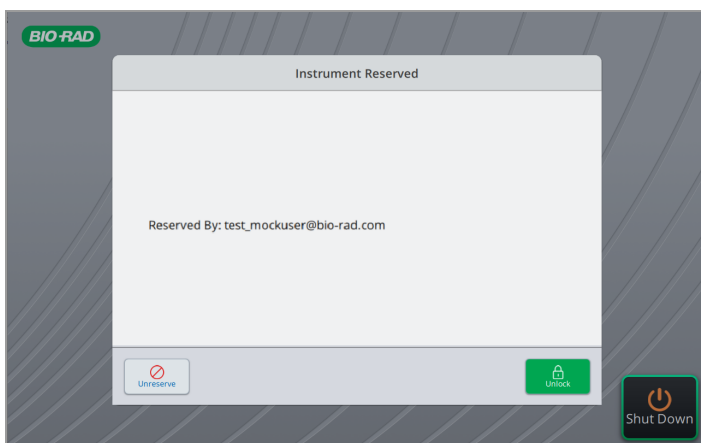 BIO-RAD
Instrument Reserved
Reserved By: test_mockuser@bio-rad.com
Unreserve
Unlock
Shut Down